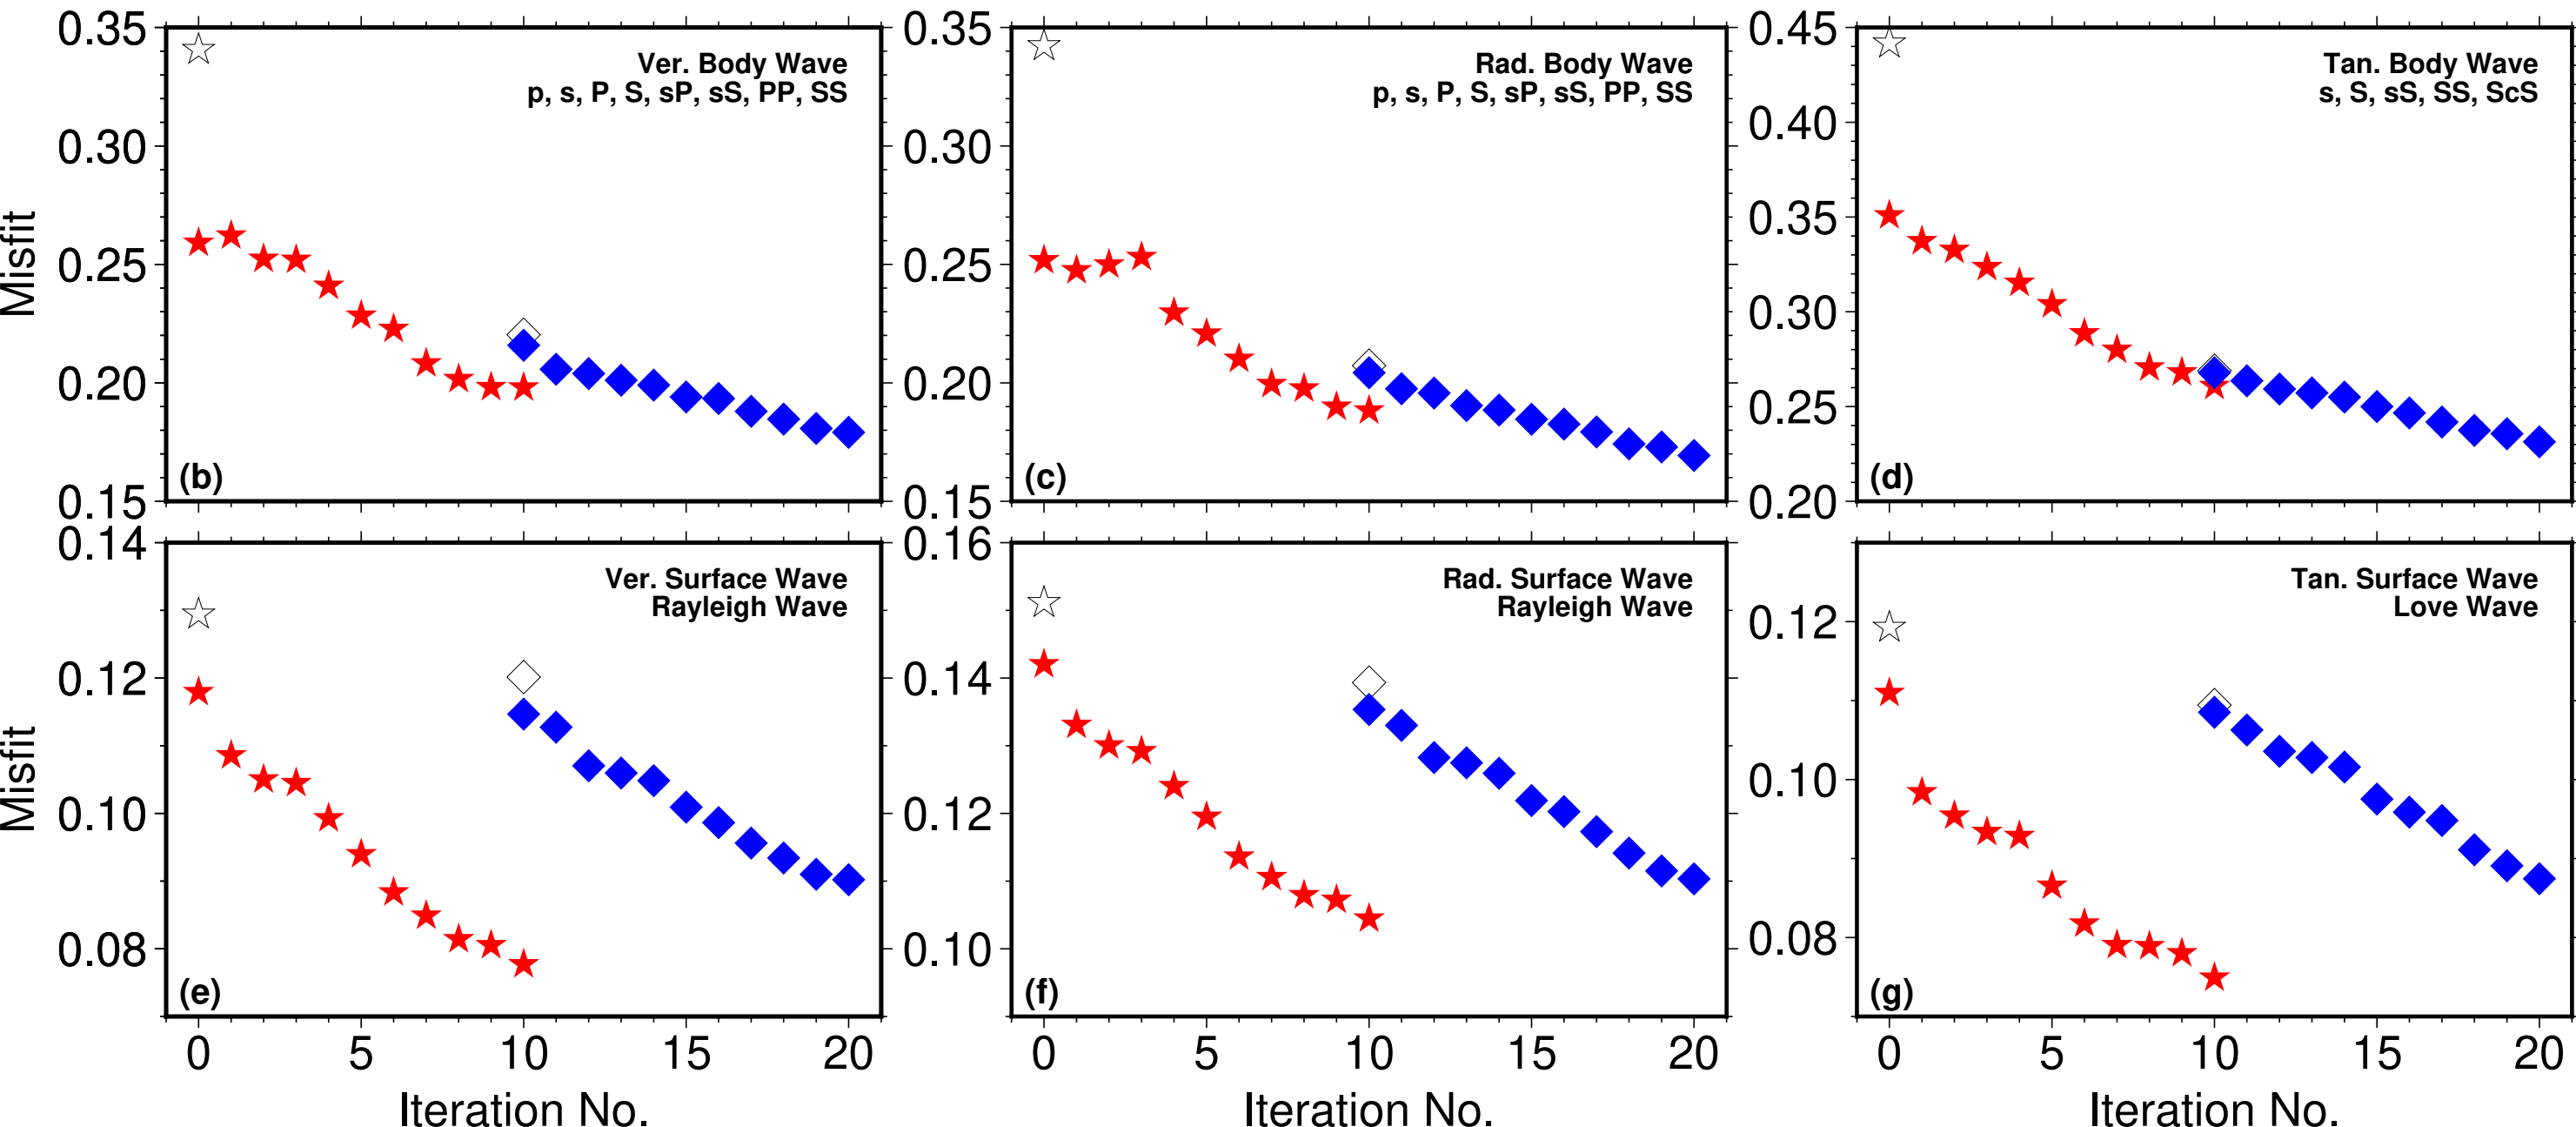 0.35
0.30
0.25
0.20
0.15
Misfit
Ver. Body Wave
p, s, P, S, sP, sS, PP, SS
(b)
0.35
0.30
0.25
0.20
0.15
Rad. Body Wave
p, s, P, S, sP, sS, PP, SS
(c)
0.45
0.40
0.35
0.30
0.25
0.20
Tan. Body Wave
s, S, sS, SS, ScS
(d)
0.14
0.12
0.10
0.08
Misfit
Ver. Surface Wave
Rayleigh Wave
(e)
0 5 10 15 20
Iteration No.
0.16
0.14
0.12
0.10
Rad. Surface Wave
Rayleigh Wave
(f)
0 5 10 15 20
Iteration No.
0.12
0.10
0.08
Tan. Surface Wave
Love Wave
(g)
0 5 10 15 20
Iteration No.